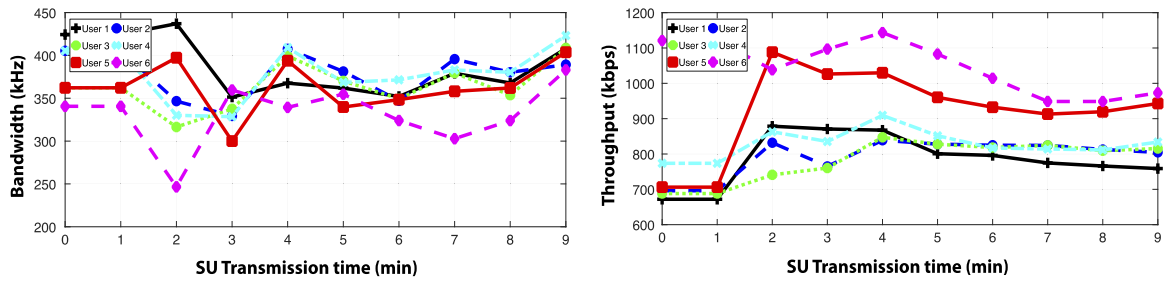 450
400
350
300
250
200
Bandwidth (kHz)
User 1 User 2
User 3 User 4
User 5 User 6
0 1 2 3 4 5 6 7 8 9
SU Transmission time (min)
1200
1100
1000
900
800
700
600
Throughput (kbps)
User 1 User 2
User 3 User 4
User 5 User 6
0 1 2 3 4 5 6 7 8 9
SU Transmission time (min)